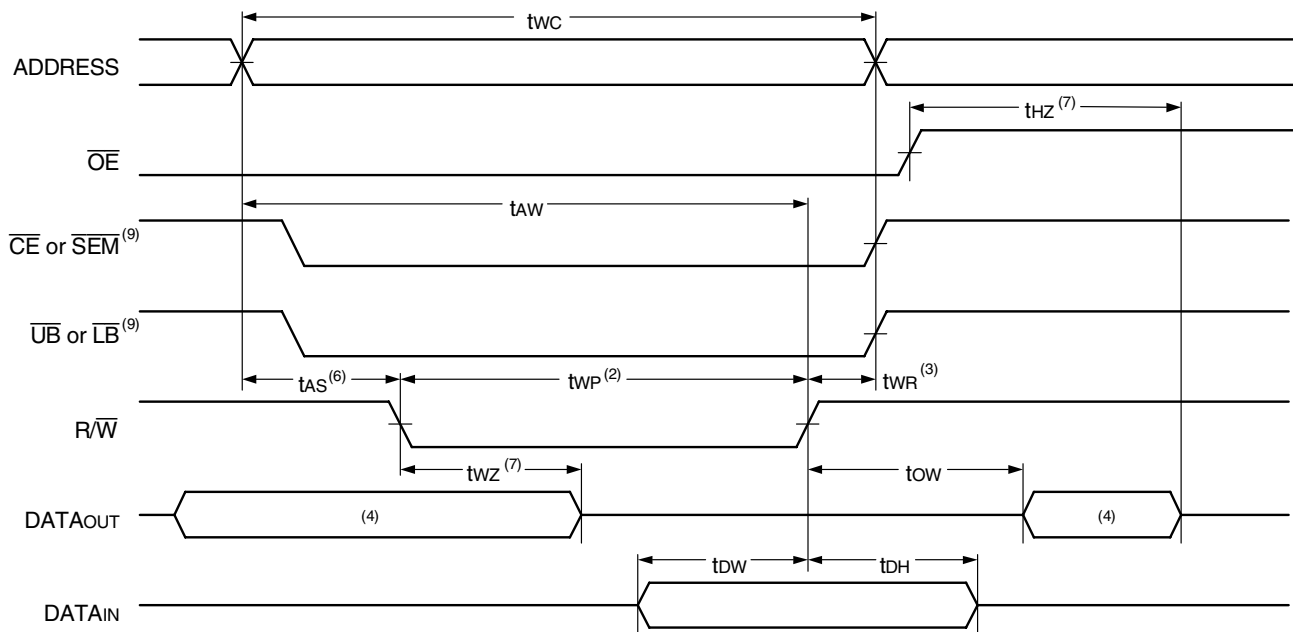 tWC
ADDRESS
tHZ (7)
OE
tAW
CE or SEM (9)
UB or LB (9)
tAS (6)
tWP (2)
tWR (3)
R/W
tWZ (7)
tOW
DATAOUT
(4)
(4)
tDW
tDH
DATAIN